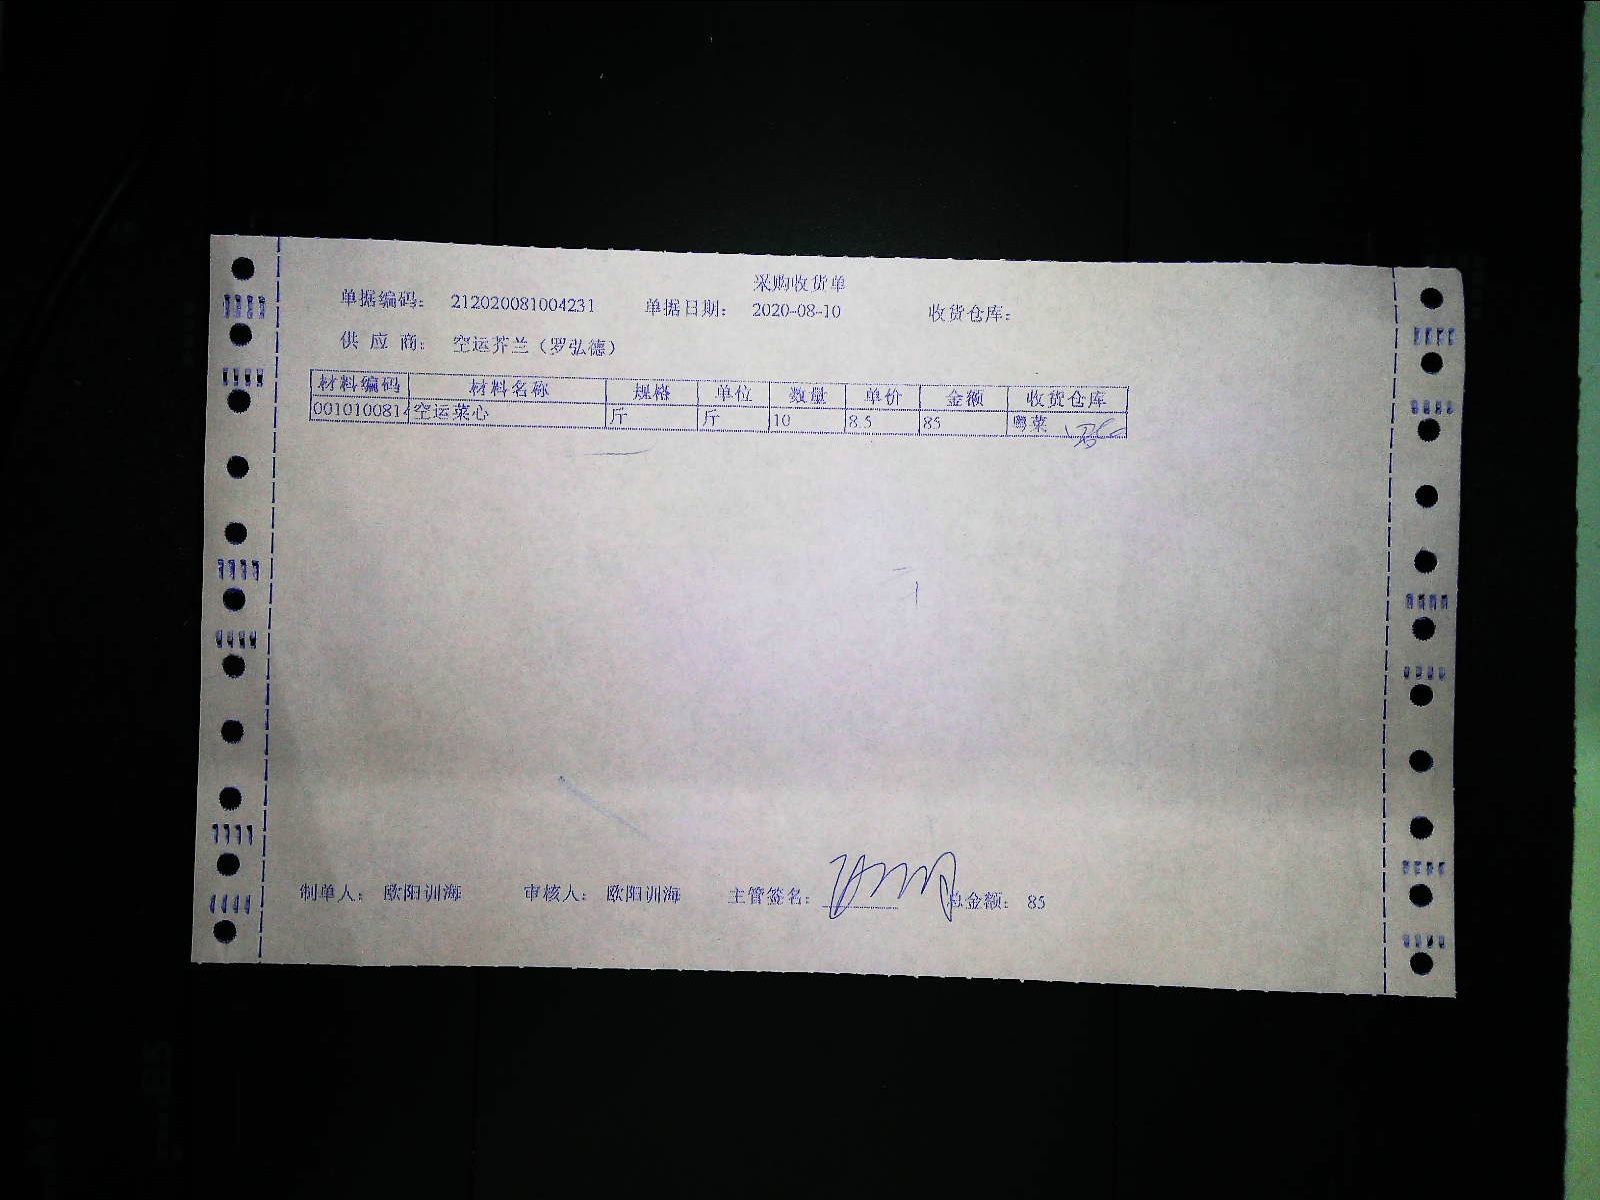 采购收货单
单据编码： 212020081004231 单据日期： 2020-08-10 收货仓库：
供 应 商： 空运芥兰（罗弘德）
材料编码 材料名称 规格 单位 数量 单价 金额 收货仓库
0010100814 空运菜心 斤 斤 10 8.5 85 粤菜
制单人： 欧阳训海 审核人： 欧阳训海 主管签名： 总金额： 85